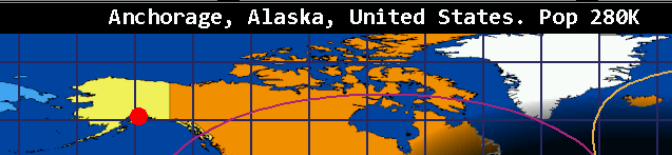 Anchorage, Alaska, United States. Pop 280K